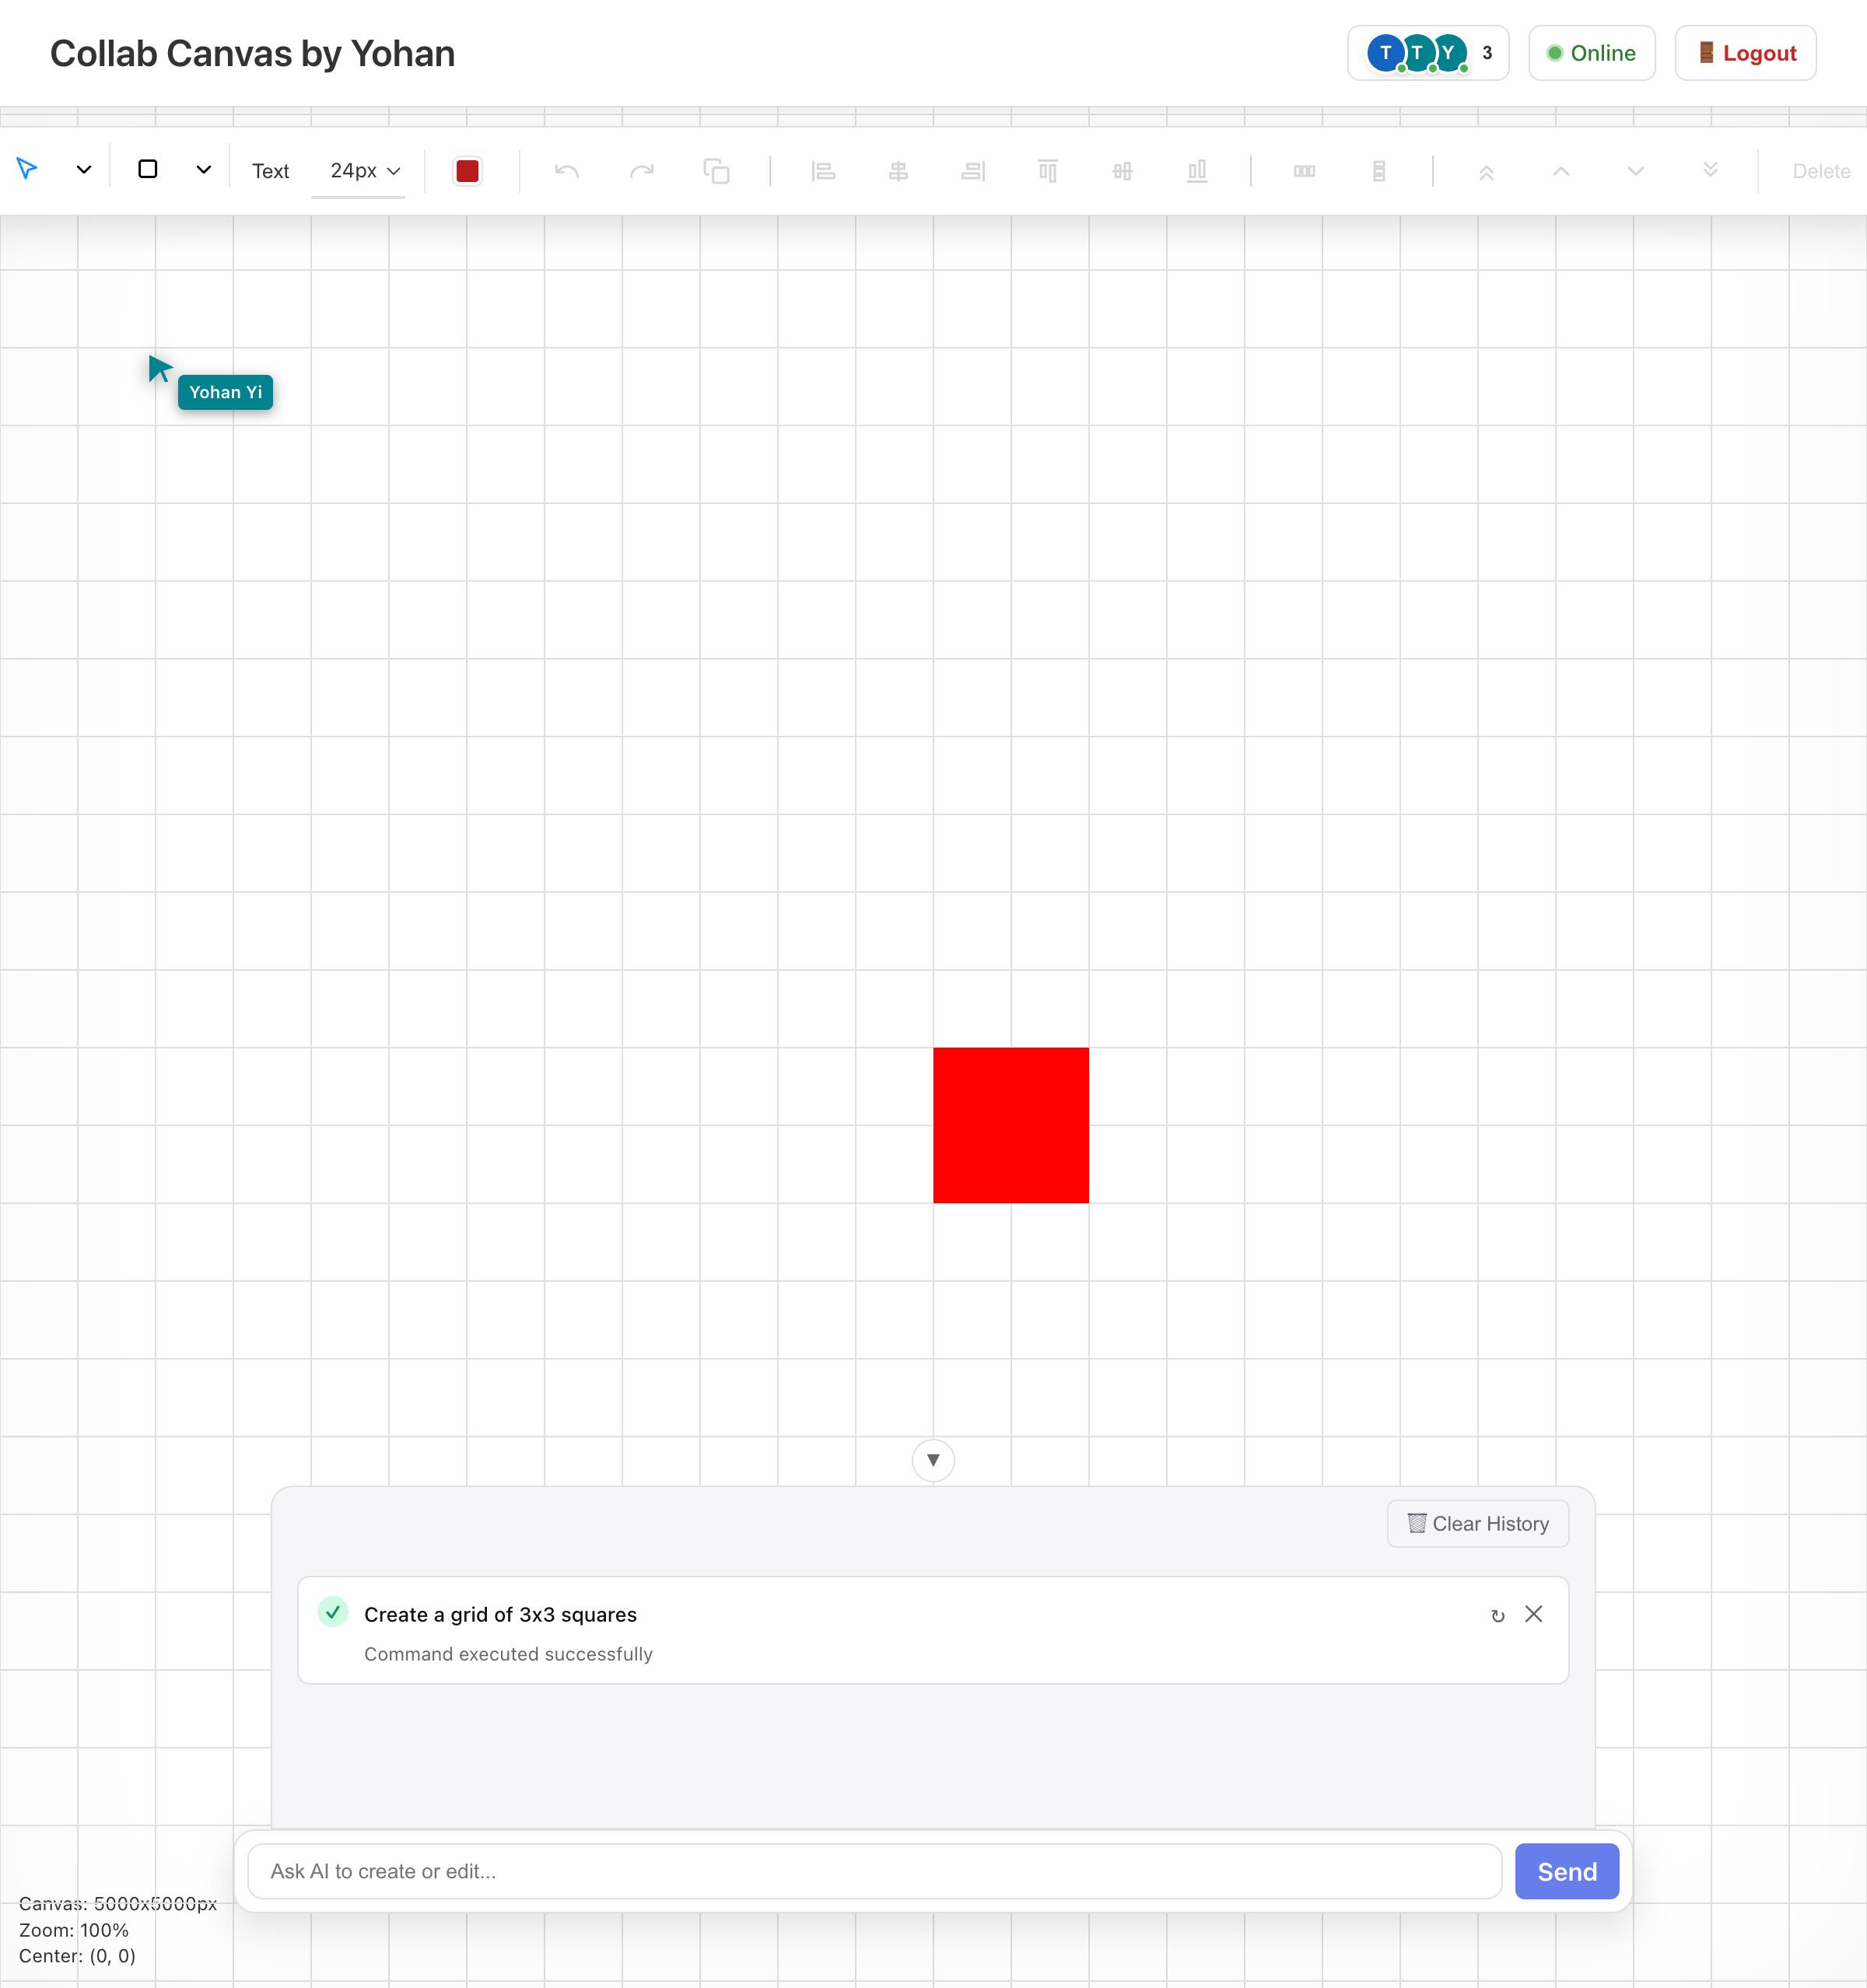 Collab Canvas by Yohan
T T Y 3
Online
Logout
Text
24px
Delete
Yohan Yi
Clear History
Create a grid of 3x3 squares
Command executed successfully
Ask AI to create or edit...
Send
Canvas: 5000x5000px
Zoom: 100%
Center: (0, 0)